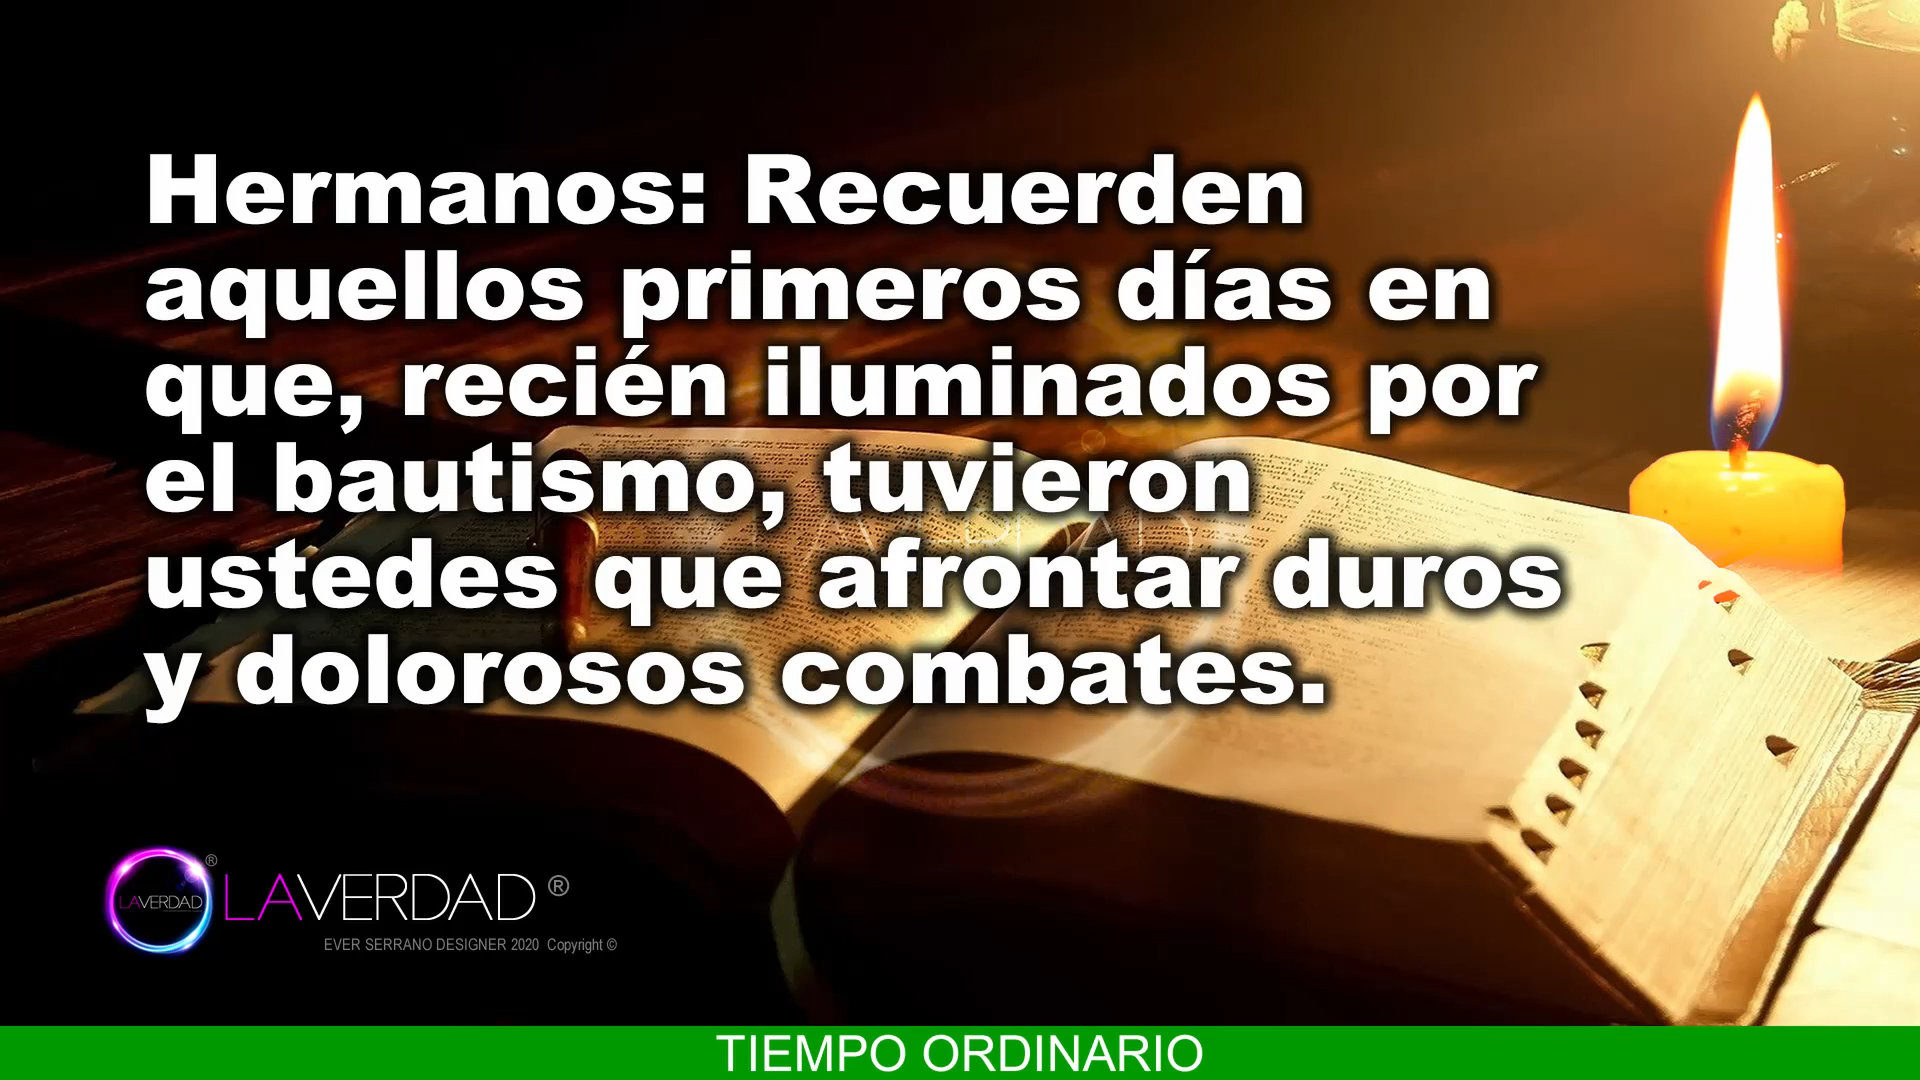 Hermanos: Recuerden
aquellos primeros días en
que, recién iluminados por
el bautismo, tuvieron
ustedes que afrontar duros
y dolorosos combates.
LAVERDAD ® LAVERDAD ®
EVER SERRANO DESIGNER 2020 Copyright ©
TIEMPO ORDINARIO